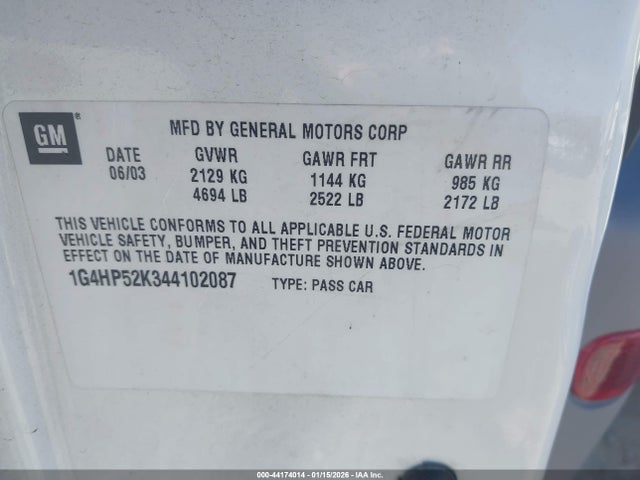 GM®
MFD BY GENERAL MOTORS CORP
DATE GVWR GAWR FRT GAWR RR
06/03 2129 KG 1144 KG 985 KG
4694 LB 2522 LB 2172 LB
THIS VEHICLE CONFORMS TO ALL APPLICABLE U.S. FEDERAL MOTOR
VEHICLE SAFETY, BUMPER, AND THEFT PREVENTION STANDARDS IN
EFFECT ON THE DATE OF MANUFACTURE SHOWN ABOVE.
1G4HP52K344102087 TYPE: PASS CAR
000-44174014 - 01/15/2026 - IAA Inc.